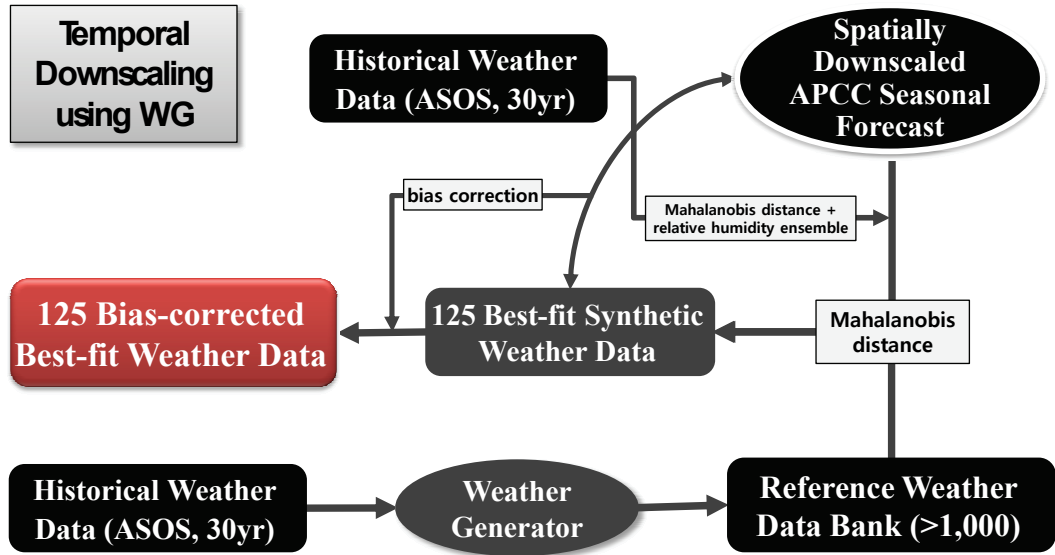 Temporal
Downscaling
using WG
Historical Weather
Data (ASOS, 30yr)
Spatially
Downscaled
APCC Seasonal
Forecast
bias correction
Mahalanobis distance +
relative humidity ensemble
125 Bias-corrected
Best-fit Weather Data
125 Best-fit Synthetic
Weather Data
Mahalanobis
distance
Historical Weather
Data (ASOS, 30yr)
Weather
Generator
Reference Weather
Data Bank (>1,000)